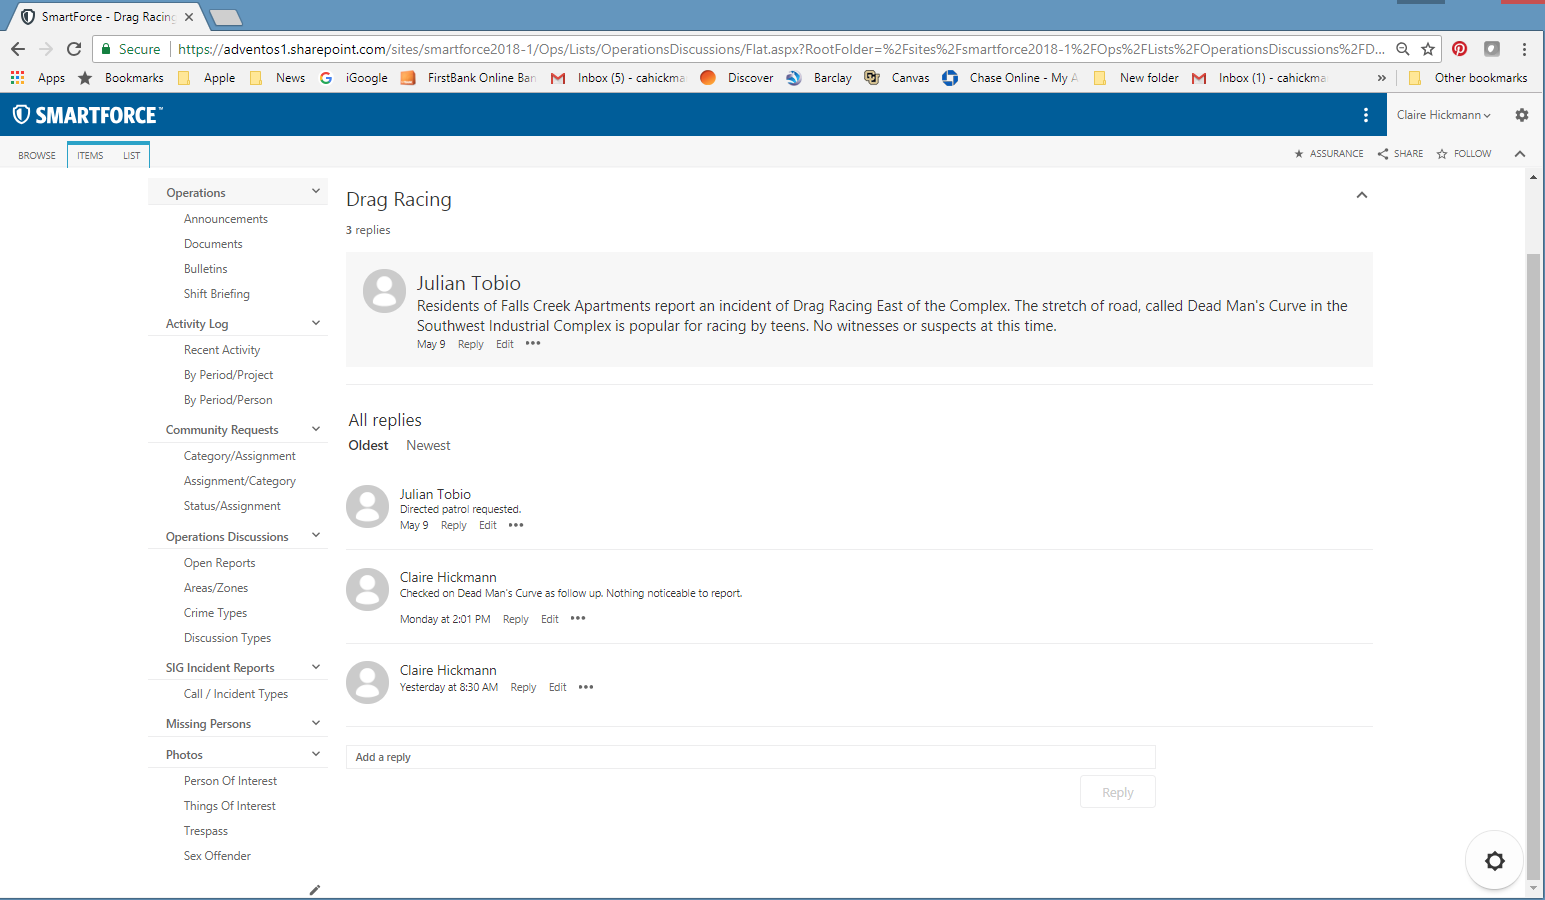 SmartForce - Drag Racing
Secure https://adventos1.sharepoint.com/sites/smartforce2018-1/Ops/Lists/OperationsDiscussions/Flat.aspx?RootFolder=%2Fsites%2Fsmartforce2018-1%2FOps%2FLists%2FOperationsDiscussions%2FD...
Apps Bookmarks Apple News iGoogle FirstBank Online Ban Inbox (5) - cahickma Discover Barclay Canvas Chase Online - My A New folder Inbox (1) - cahickma » Other bookmarks
SMARTFORCE™ Claire Hickmann
BROWSE ITEMS LIST ASSURANCE SHARE FOLLOW
Operations
Announcements
Documents
Bulletins
Shift Briefing
Activity Log
Recent Activity
By Period/Project
By Period/Person
Community Requests
Category/Assignment
Assignment/Category
Status/Assignment
Operations Discussions
Open Reports
Areas/Zones
Crime Types
Discussion Types
SIG Incident Reports
Call / Incident Types
Missing Persons
Photos
Person Of Interest
Things Of Interest
Trespass
Sex Offender
Drag Racing
3 replies
Julian Tobio
Residents of Falls Creek Apartments report an incident of Drag Racing East of the Complex. The stretch of road, called Dead Man's Curve in the
Southwest Industrial Complex is popular for racing by teens. No witnesses or suspects at this time.
May 9 Reply Edit •••
All replies
Oldest Newest
Julian Tobio
Directed patrol requested.
May 9 Reply Edit •••
Claire Hickmann
Checked on Dead Man's Curve as follow up. Nothing noticeable to report.
Monday at 2:01 PM Reply Edit •••
Claire Hickmann
Yesterday at 8:30 AM Reply Edit •••
Add a reply
Reply